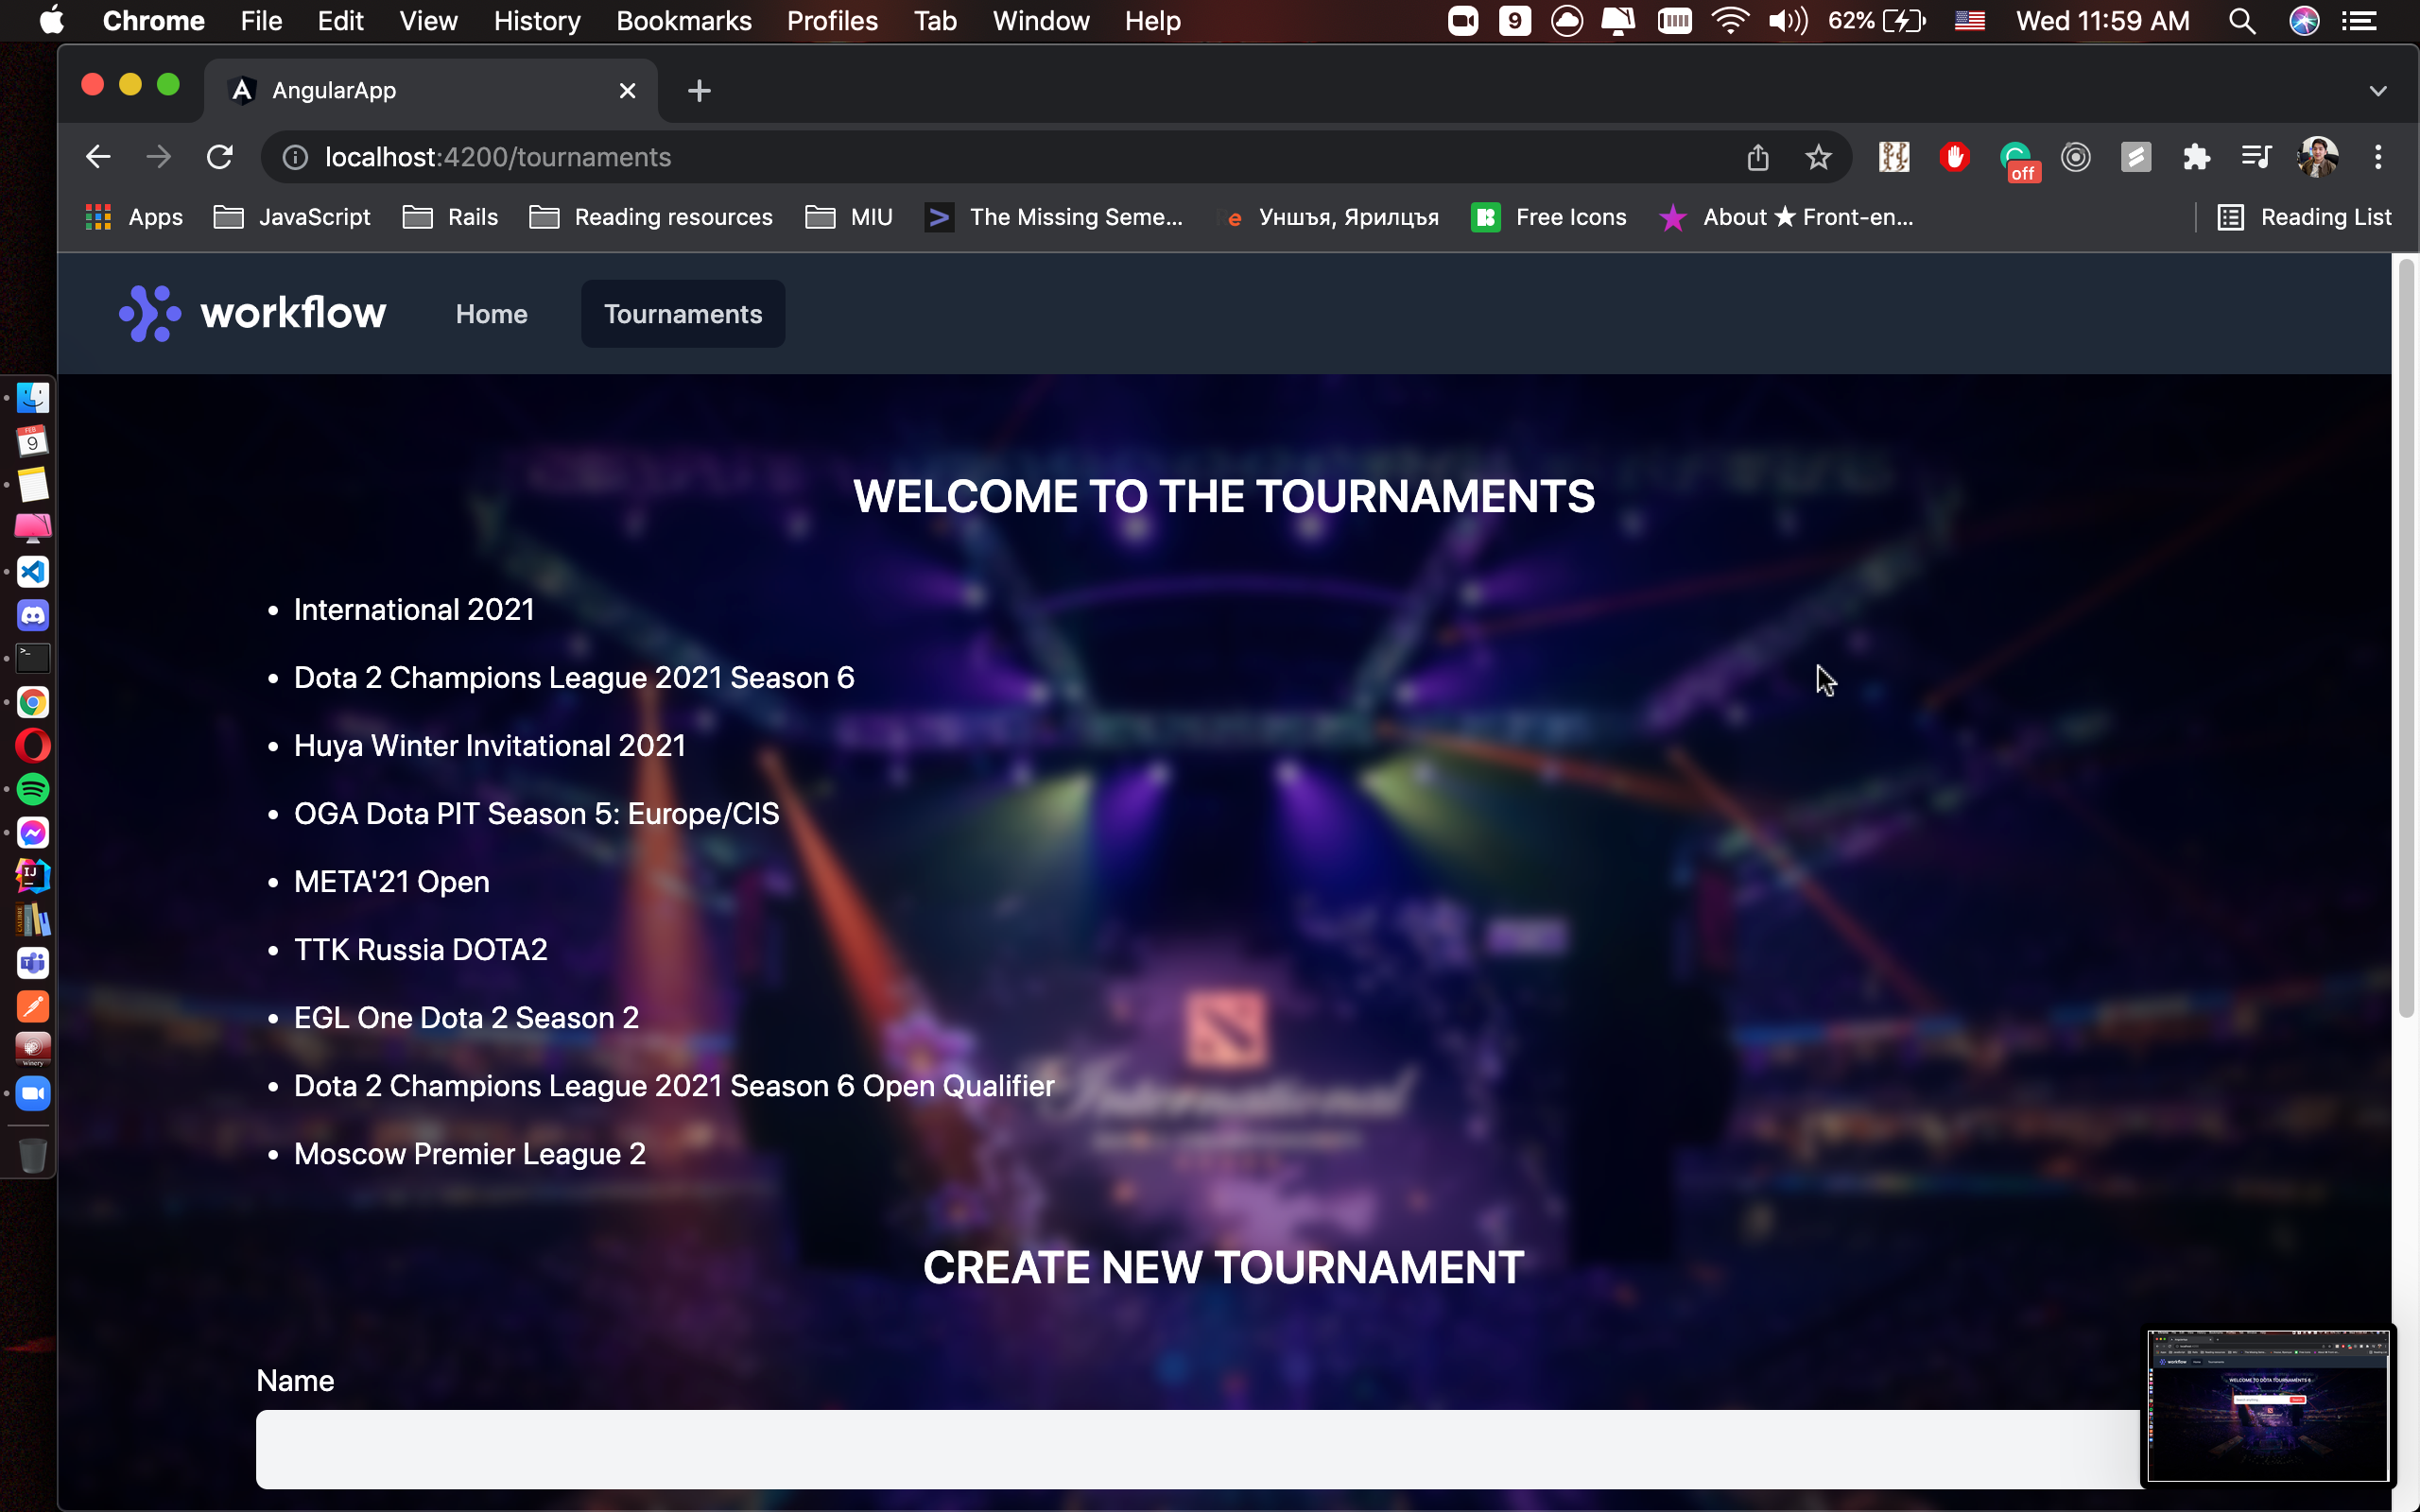 Chrome File Edit View History Bookmarks Profiles Tab Window Help 9 62% Wed 11:59 AM
AngularApp
localhost:4200/tournaments
off
Apps JavaScript Rails Reading resources MIU The Missing Seme... Уншъя, Ярилцъя Free Icons About ★ Front-en... Reading List
workflow Home Tournaments
FEB
9
WELCOME TO THE TOURNAMENTS
• International 2021
• Dota 2 Champions League 2021 Season 6
• Huya Winter Invitational 2021
• OGA Dota PIT Season 5: Europe/CIS
• META'21 Open
• TTK Russia DOTA2
• EGL One Dota 2 Season 2
• Dota 2 Champions League 2021 Season 6 Open Qualifier
• Moscow Premier League 2
International
CREATE NEW TOURNAMENT
Name